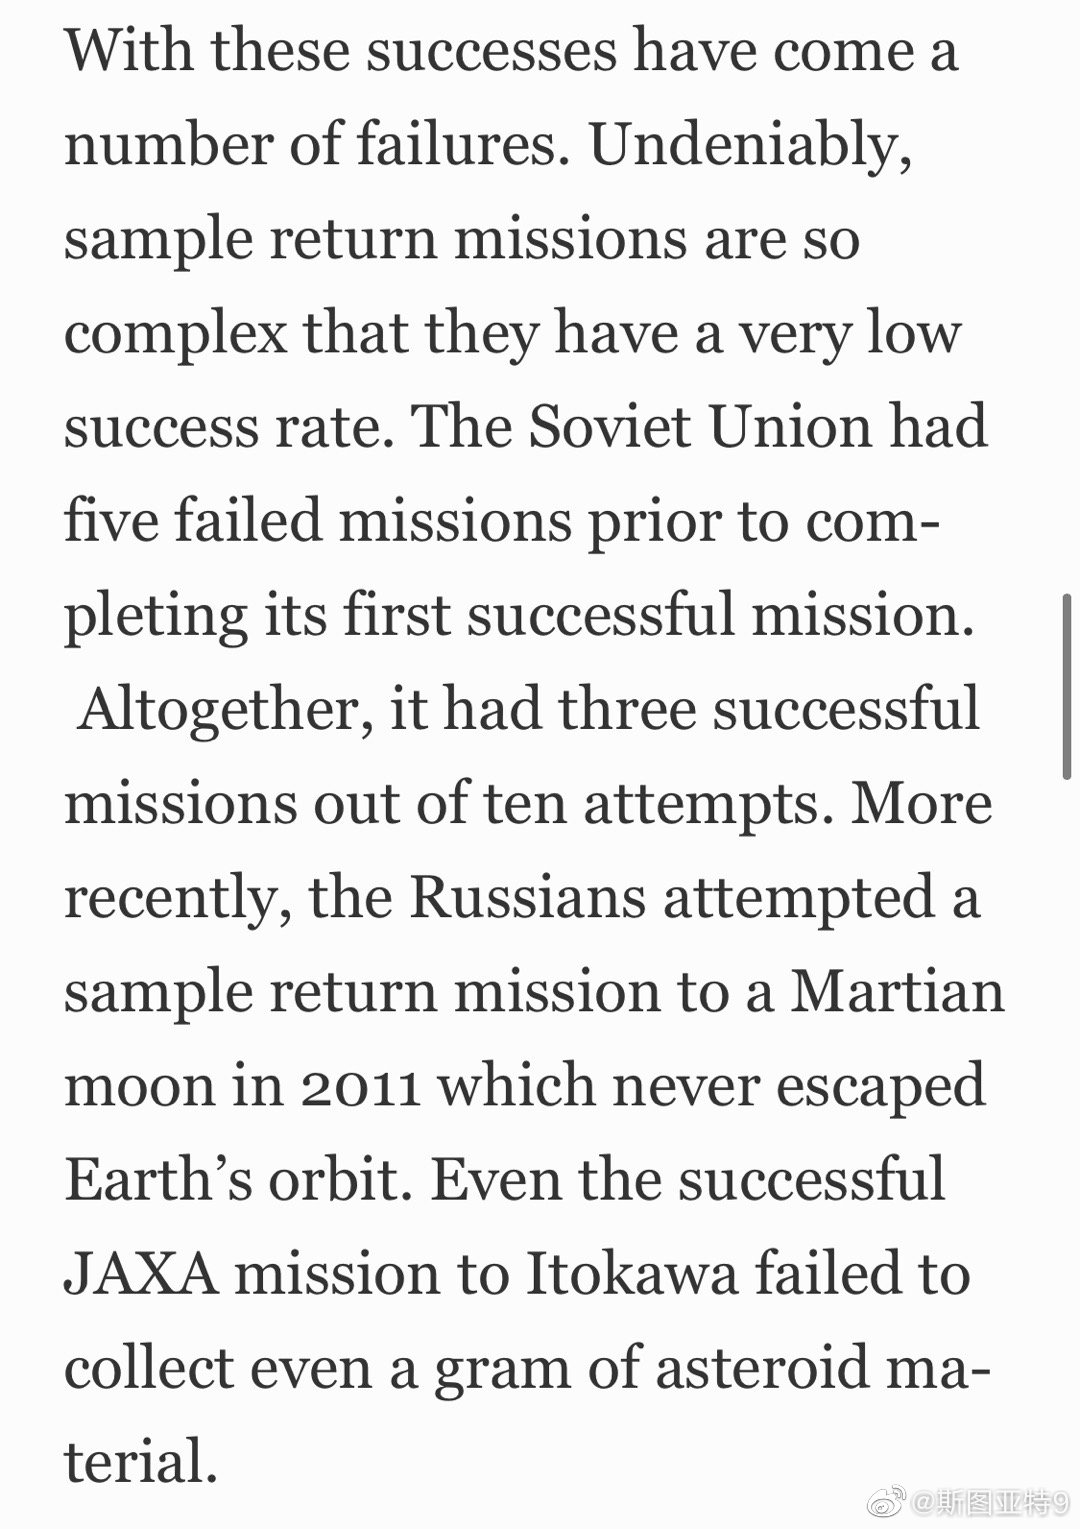 With these successes have come a
number of failures. Undeniably,
sample return missions are so
complex that they have a very low
success rate. The Soviet Union had
five failed missions prior to com-
pleting its first successful mission.
Altogether, it had three successful
missions out of ten attempts. More
recently, the Russians attempted a
sample return mission to a Martian
moon in 2011 which never escaped
Earth’s orbit. Even the successful
JAXA mission to Itokawa failed to
collect even a gram of asteroid ma-
terial.
@斯图亚特9